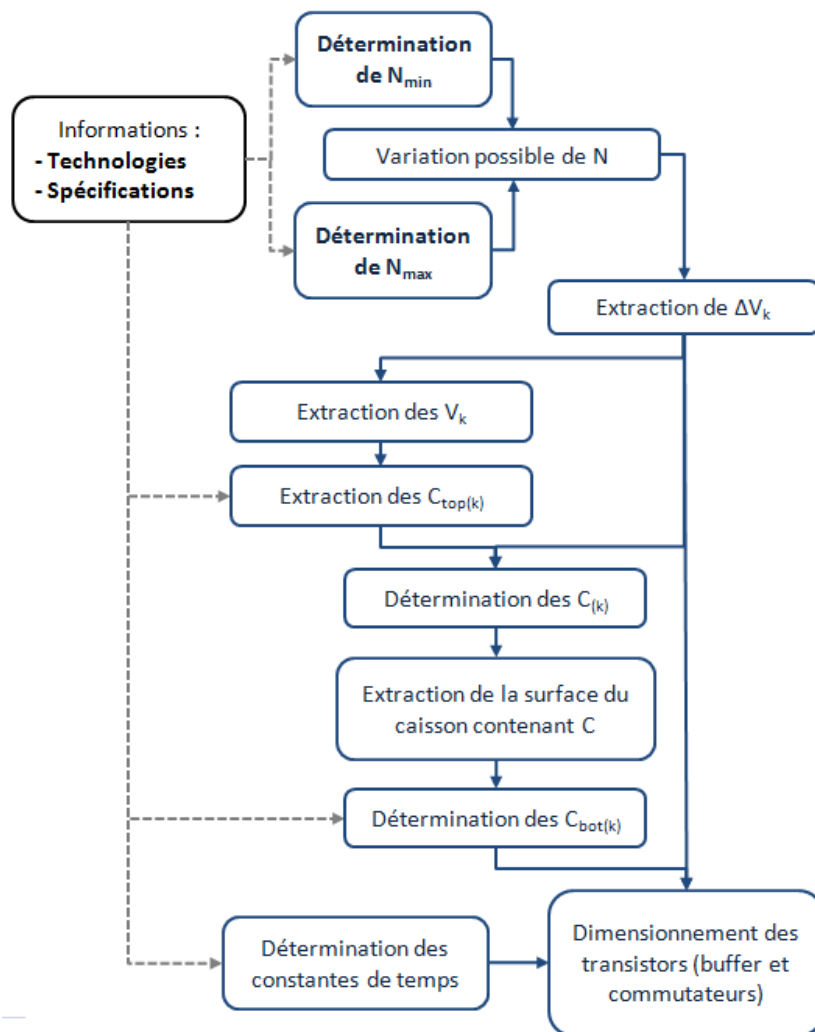 Détermination
de Nmin
Informations :
- Technologies
- Spécifications
Variation possible de N
Détermination
de Nmax
Extraction de ΔVk
Extraction des Vk
Extraction des Ctop(k)
Détermination des C(k)
Extraction de la surface du
caisson contenant C
Détermination des Cbot(k)
Détermination des
constantes de temps
Dimensionnement des
transistors (buffer et
commutateurs)